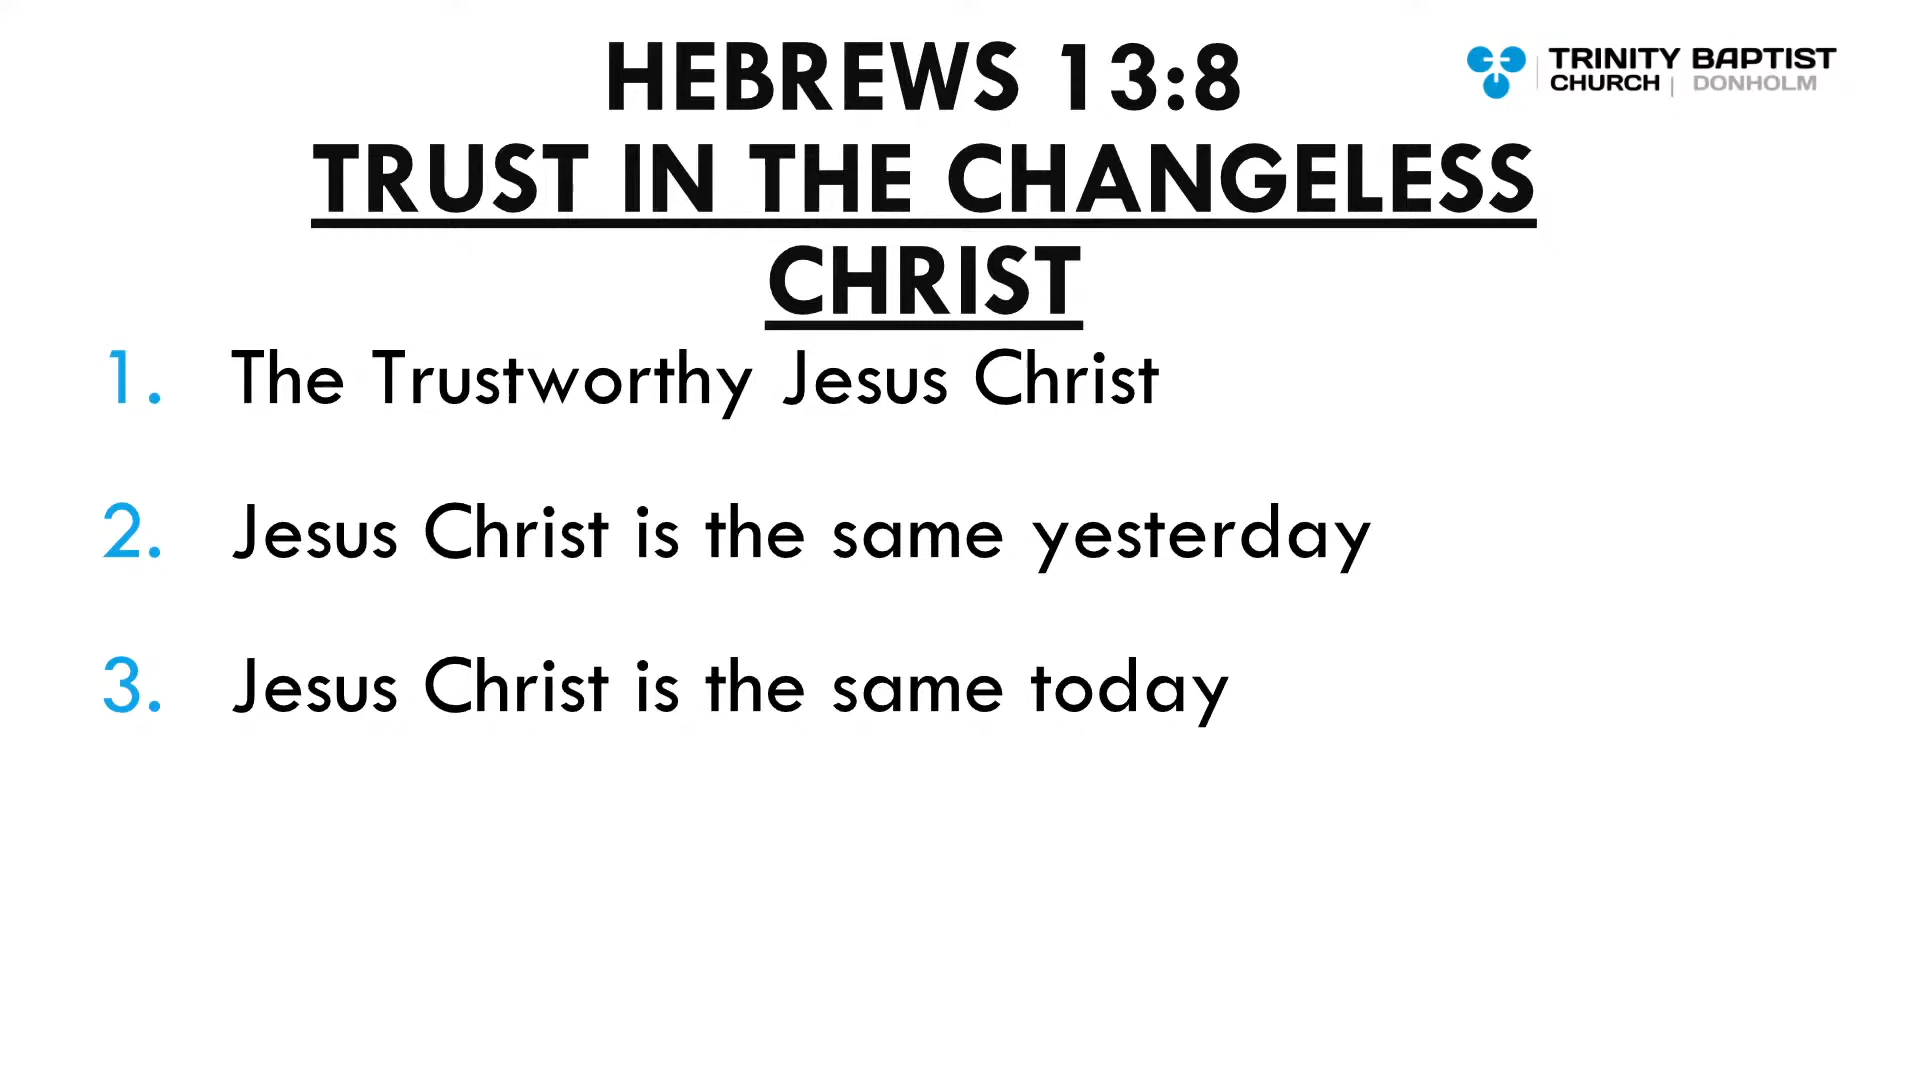 HEBREWS 13:8
TRUST IN THE CHANGELESS
CHRIST
TRINITY BAPTIST
CHURCH | DONHOLM
1. The Trustworthy Jesus Christ
2. Jesus Christ is the same yesterday
3. Jesus Christ is the same today